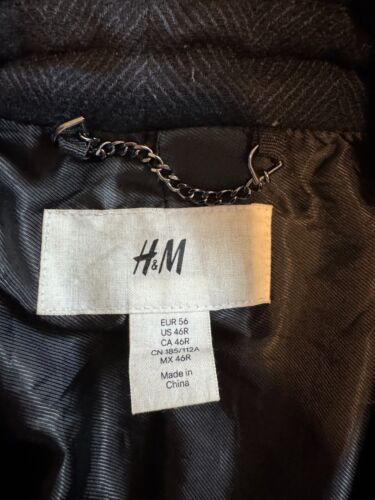 H&M
EUR 56
US 46R
CA 46R
CN 185/112A
MX 46R
Made in
China